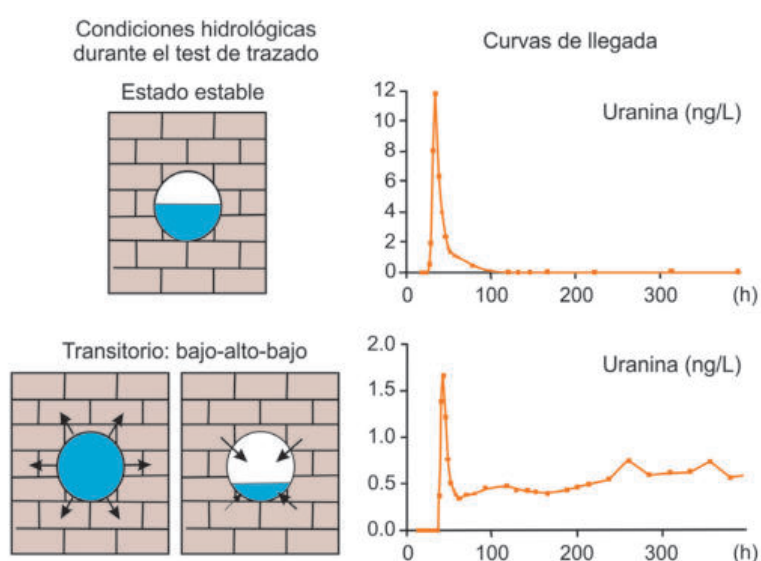 Condiciones hidrológicas
durante el test de trazado
Curvas de llegada
Estado estable
Uranina (ng/L)
12
10
8
6
4
2
0
0 100 200 300 (h)
Transitorio: bajo-alto-bajo
Uranina (ng/L)
2.0
1.5
1.0
0.5
0.0
0 100 200 300 (h)